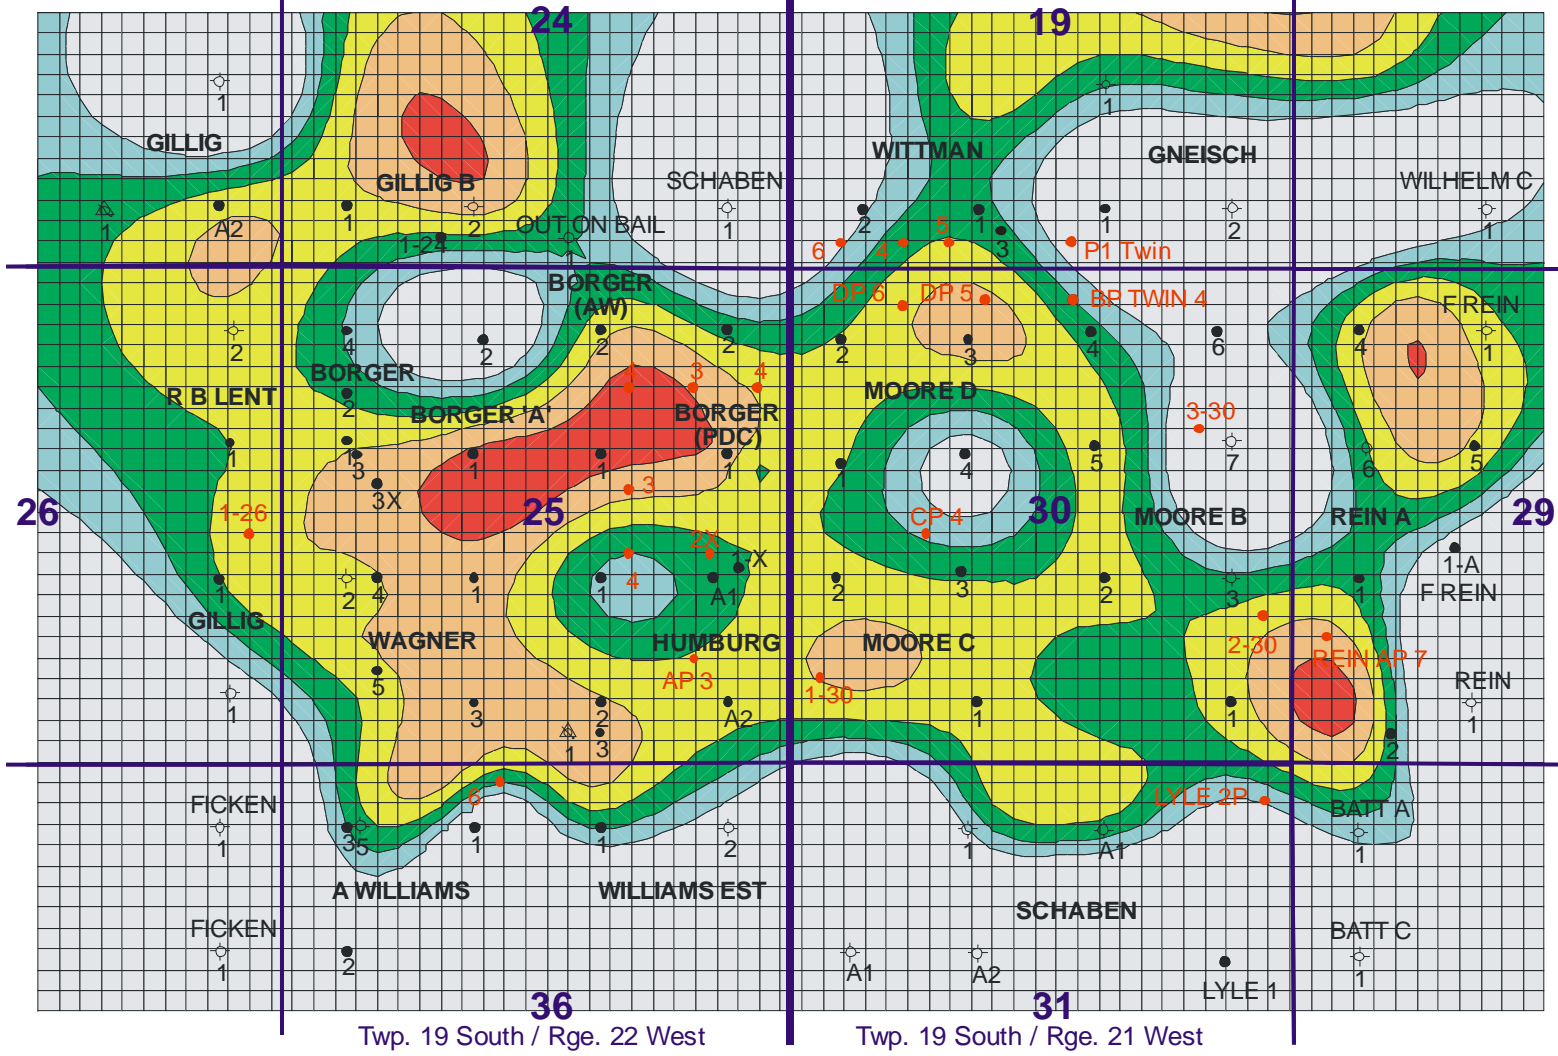 24
19
1
1
GILLIG
WITTMAN
GNEISCH
GILLIG B
SCHABEN
WILHELM C
1
A2
1
2
OUT ON BAIL
1
2
1
1
2
1
1-24
1
6
4
5
3
P1 Twin
BORGER
(AW)
DP 6
DP 5
BP TWIN 4
F REIN
2
4
2
2
2
2
3
4
6
4
1
BORGER
3
4
R B LENT
2
BORGER 'A'
BORGER
(PDC)
MOORE D
3-30
1
1
3
1
1
1
1
4
5
7
6
5
3X
3
26
1-26
25
CP 4
30
MOORE B
REIN A
29
2X
1-X
1-A
1
2
4
1
1
4
A1
2
3
2
3
1
F REIN
GILLIG
WAGNER
HUMBURG
MOORE C
2-30
REIN AP 7
5
AP 3
1-30
REIN
1
3
2
A2
1
1
1
1
3
2
FICKEN
6
LYLE 2P
BATT A
1
3
5
1
1
2
1
A1
1
A WILLIAMS
WILLIAMS EST
SCHABEN
FICKEN
BATT C
1
2
A1
A2
LYLE 1
1
36
31
Twp. 19 South / Rge. 22 West
Twp. 19 South / Rge. 21 West